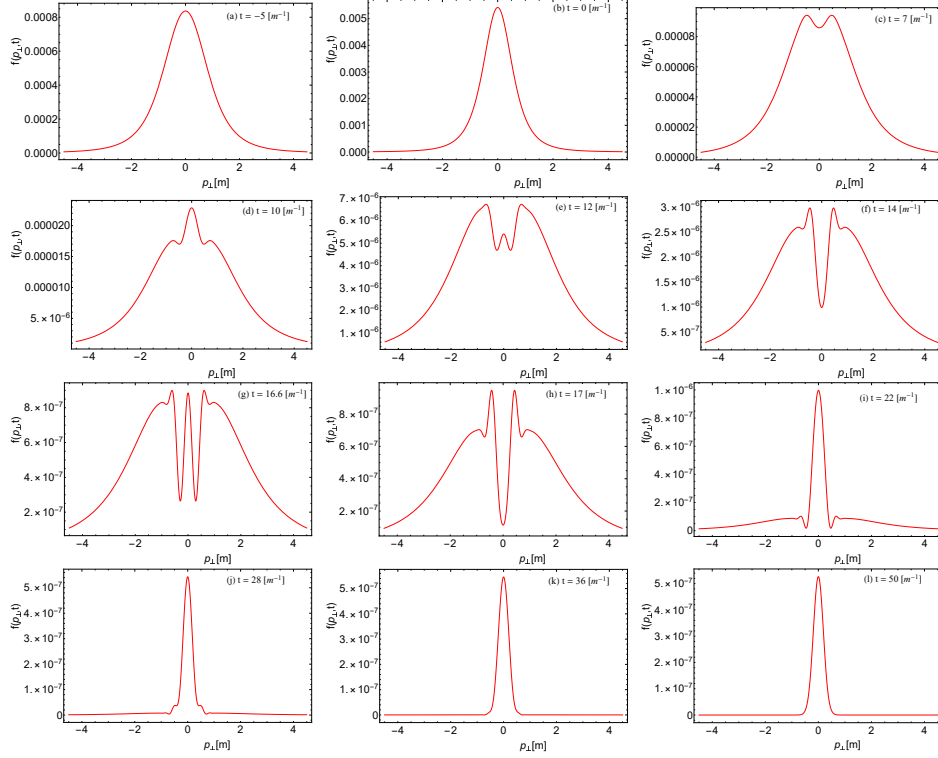 (a) t = −5 [m⁻¹]
f(p⊥,t)
0.0008
0.0006
0.0004
0.0002
0.0000
−4 −2 0 2 4
p⊥[m]
(b) t = 0 [m⁻¹]
f(p⊥,t)
0.005
0.004
0.003
0.002
0.001
0.000
−4 −2 0 2 4
p⊥[m]
(c) t = 7 [m⁻¹]
f(p⊥,t)
0.00008
0.00006
0.00004
0.00002
0.00000
−4 −2 0 2 4
p⊥[m]
(d) t = 10 [m⁻¹]
f(p⊥,t)
0.000020
0.000015
0.000010
5.×10⁻⁶
−4 −2 0 2 4
p⊥[m]
(e) t = 12 [m⁻¹]
f(p⊥,t)
7.×10⁻⁶
6.×10⁻⁶
5.×10⁻⁶
4.×10⁻⁶
3.×10⁻⁶
2.×10⁻⁶
1.×10⁻⁶
−4 −2 0 2 4
p⊥[m]
(f) t = 14 [m⁻¹]
f(p⊥,t)
3.×10⁻⁶
2.5×10⁻⁶
2.×10⁻⁶
1.5×10⁻⁶
1.×10⁻⁶
5.×10⁻⁷
−4 −2 0 2 4
p⊥[m]
(g) t = 16.6 [m⁻¹]
f(p⊥,t)
8.×10⁻⁷
6.×10⁻⁷
4.×10⁻⁷
2.×10⁻⁷
−4 −2 0 2 4
p⊥[m]
(h) t = 17 [m⁻¹]
f(p⊥,t)
8.×10⁻⁷
6.×10⁻⁷
4.×10⁻⁷
2.×10⁻⁷
−4 −2 0 2 4
p⊥[m]
(i) t = 22 [m⁻¹]
f(p⊥,t)
1.×10⁻⁶
8.×10⁻⁷
6.×10⁻⁷
4.×10⁻⁷
2.×10⁻⁷
0
−4 −2 0 2 4
p⊥[m]
(j) t = 28 [m⁻¹]
f(p⊥,t)
5.×10⁻⁷
4.×10⁻⁷
3.×10⁻⁷
2.×10⁻⁷
1.×10⁻⁷
0
−4 −2 0 2 4
p⊥[m]
(k) t = 36 [m⁻¹]
f(p⊥,t)
5.×10⁻⁷
4.×10⁻⁷
3.×10⁻⁷
2.×10⁻⁷
1.×10⁻⁷
0
−4 −2 0 2 4
p⊥[m]
(l) t = 50 [m⁻¹]
f(p⊥,t)
5.×10⁻⁷
4.×10⁻⁷
3.×10⁻⁷
2.×10⁻⁷
1.×10⁻⁷
0
−4 −2 0 2 4
p⊥[m]